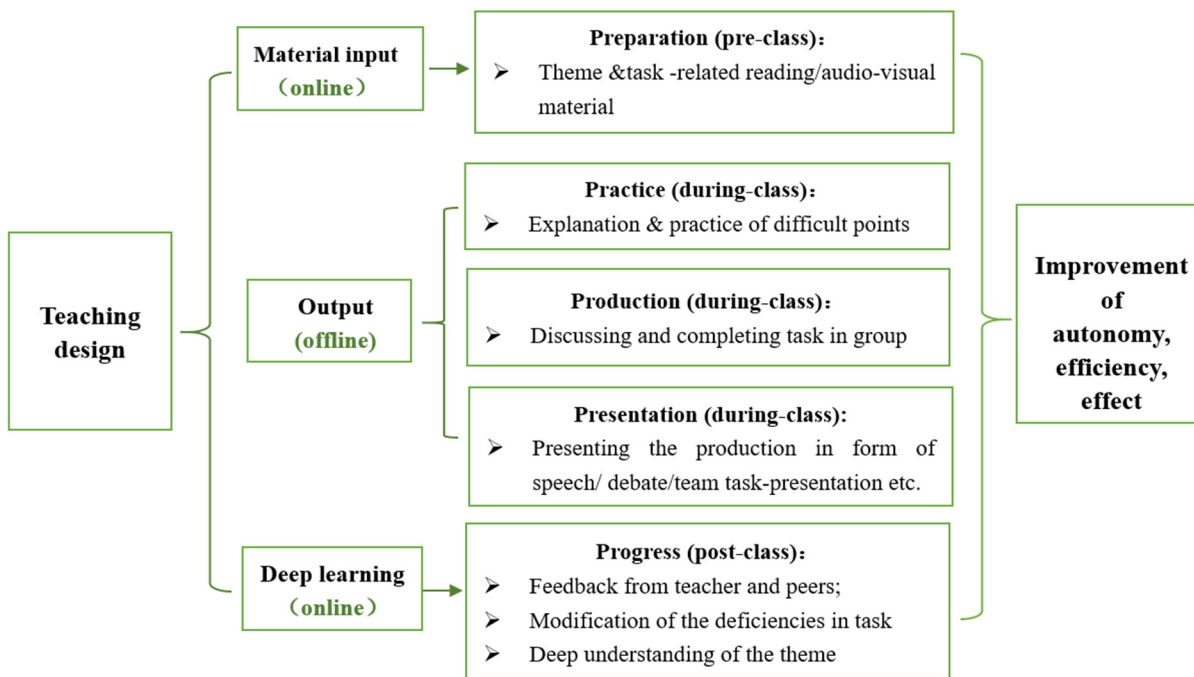 Teaching
design
Material input
（online）
Preparation (pre-class)：
➢ Theme &task -related reading/audio-visual
material
Output
(offline)
Practice (during-class)：
➢ Explanation & practice of difficult points
Production (during-class)：
➢ Discussing and completing task in group
Presentation (during-class):
➢ Presenting the production in form of
speech/ debate/team task-presentation etc.
Deep learning
（online）
Progress (post-class)：
➢ Feedback from teacher and peers;
➢ Modification of the deficiencies in task
➢ Deep understanding of the theme
Improvement
of
autonomy,
efficiency,
effect